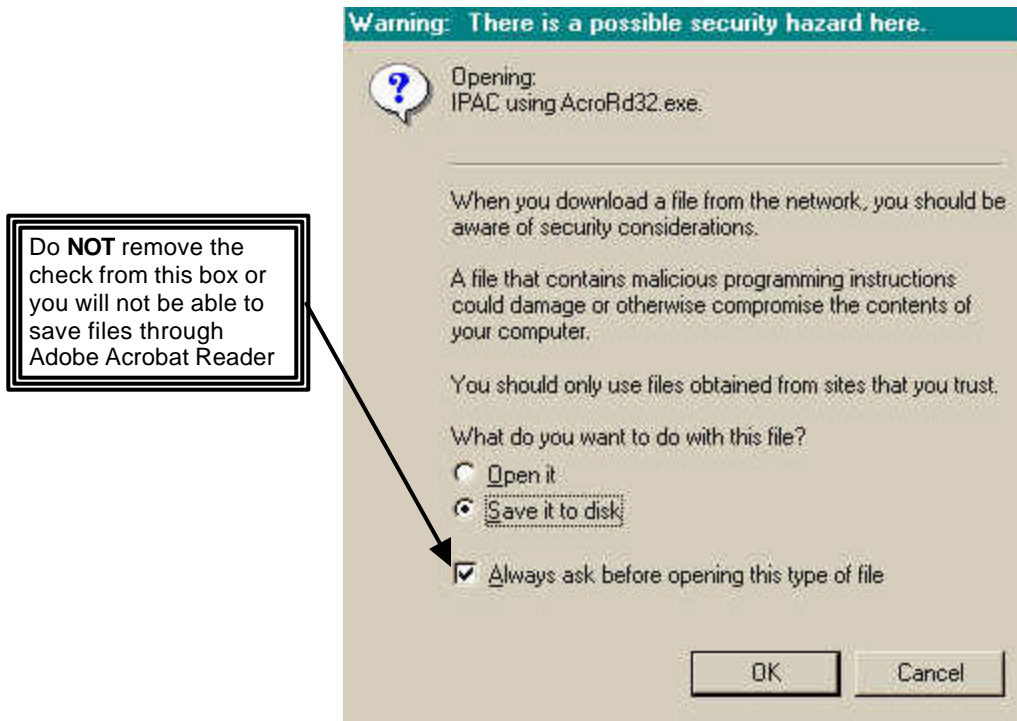 Warning: There is a possible security hazard here.
Opening:
IPAC using AcroRd32.exe.
When you download a file from the network, you should be
aware of security considerations.
A file that contains malicious programming instructions
could damage or otherwise compromise the contents of
your computer.
You should only use files obtained from sites that you trust.
What do you want to do with this file?
Open it
Save it to disk
Always ask before opening this type of file
OK
Cancel
Do NOT remove the
check from this box or
you will not be able to
save files through
Adobe Acrobat Reader